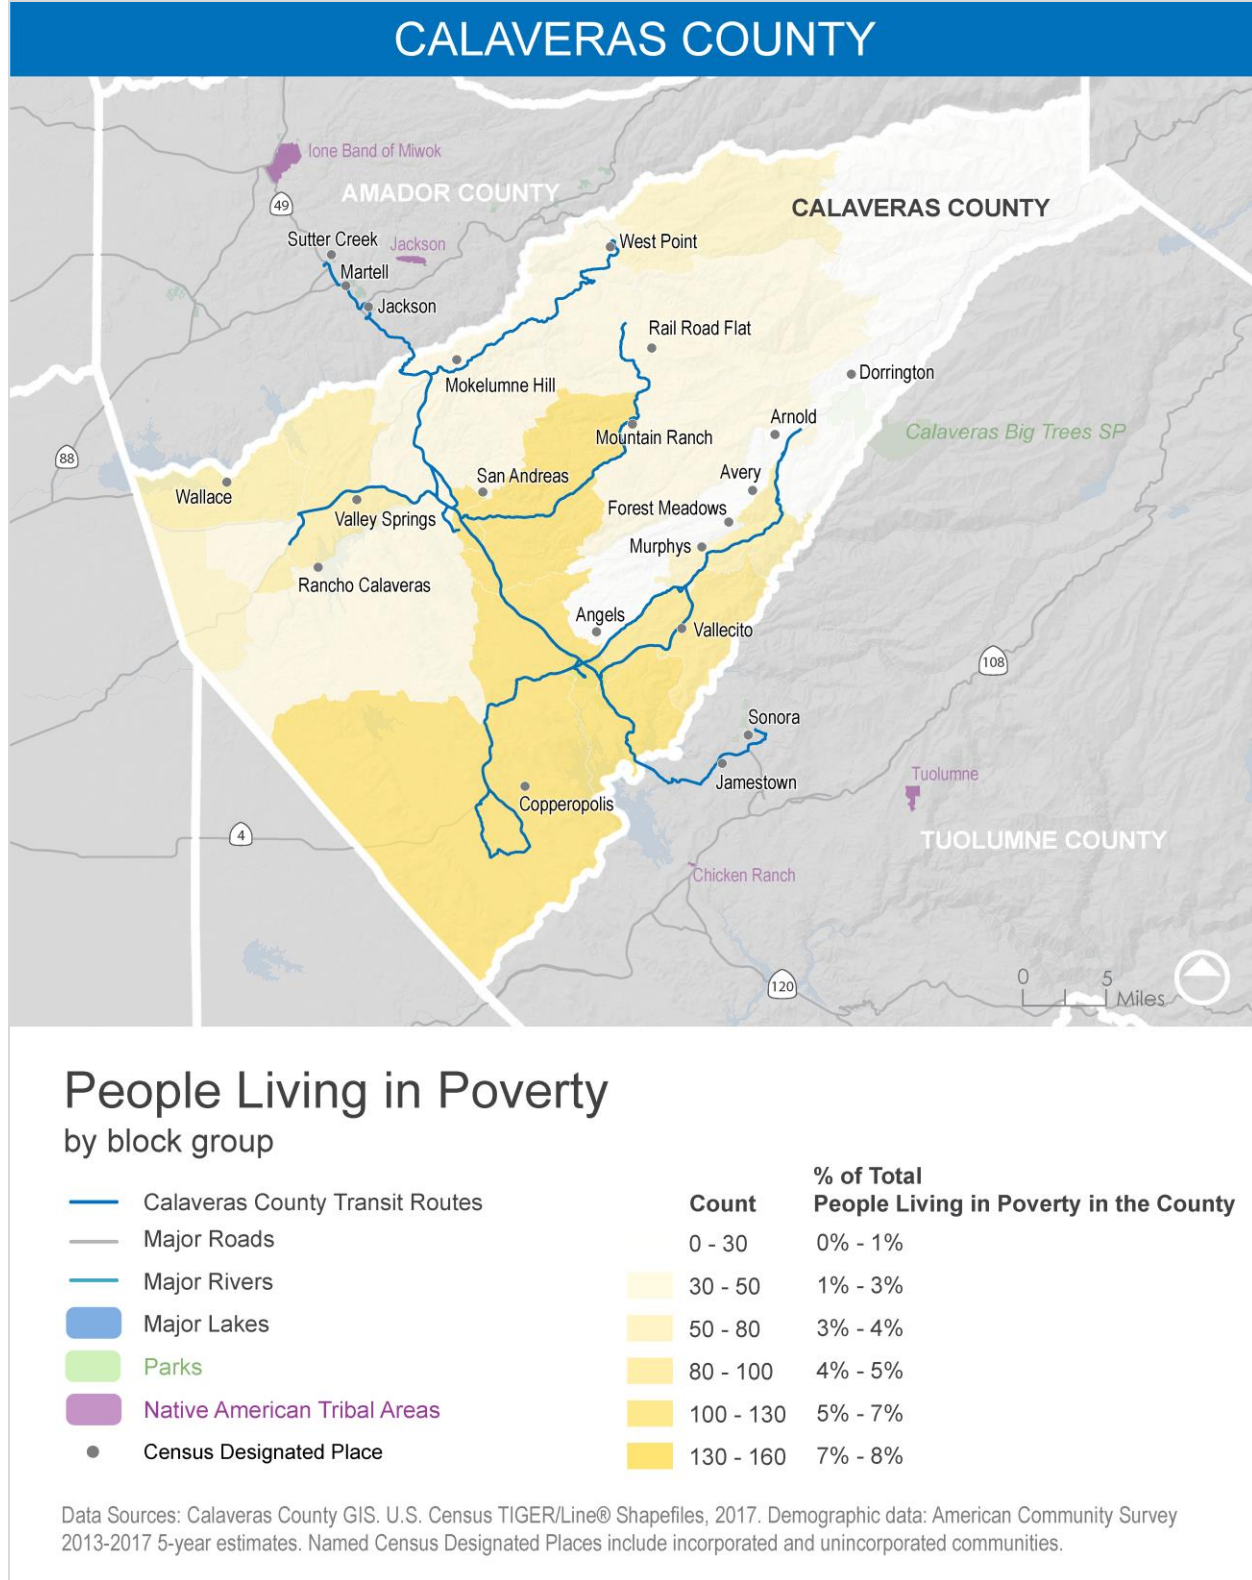 CALAVERAS COUNTY
Ione Band of Miwok
AMADOR COUNTY
49
CALAVERAS COUNTY
Sutter Creek
Jackson
West Point
Martell
Jackson
Rail Road Flat
Dorrington
Mokelumne Hill
Arnold
Calaveras Big Trees SP
Mountain Ranch
88
Avery
San Andreas
Wallace
Forest Meadows
Valley Springs
Murphys
Rancho Calaveras
Angels
Vallecito
108
Sonora
Tuolumne
Jamestown
Copperopolis
4
TUOLUMNE COUNTY
Chicken Ranch
120
0 5
Miles
People Living in Poverty
by block group
% of Total
Calaveras County Transit Routes Count People Living in Poverty in the County
Major Roads 0 - 30 0% - 1%
Major Rivers 30 - 50 1% - 3%
Major Lakes 50 - 80 3% - 4%
Parks 80 - 100 4% - 5%
Native American Tribal Areas 100 - 130 5% - 7%
Census Designated Place 130 - 160 7% - 8%
Data Sources: Calaveras County GIS. U.S. Census TIGER/Line® Shapefiles, 2017. Demographic data: American Community Survey
2013-2017 5-year estimates. Named Census Designated Places include incorporated and unincorporated communities.